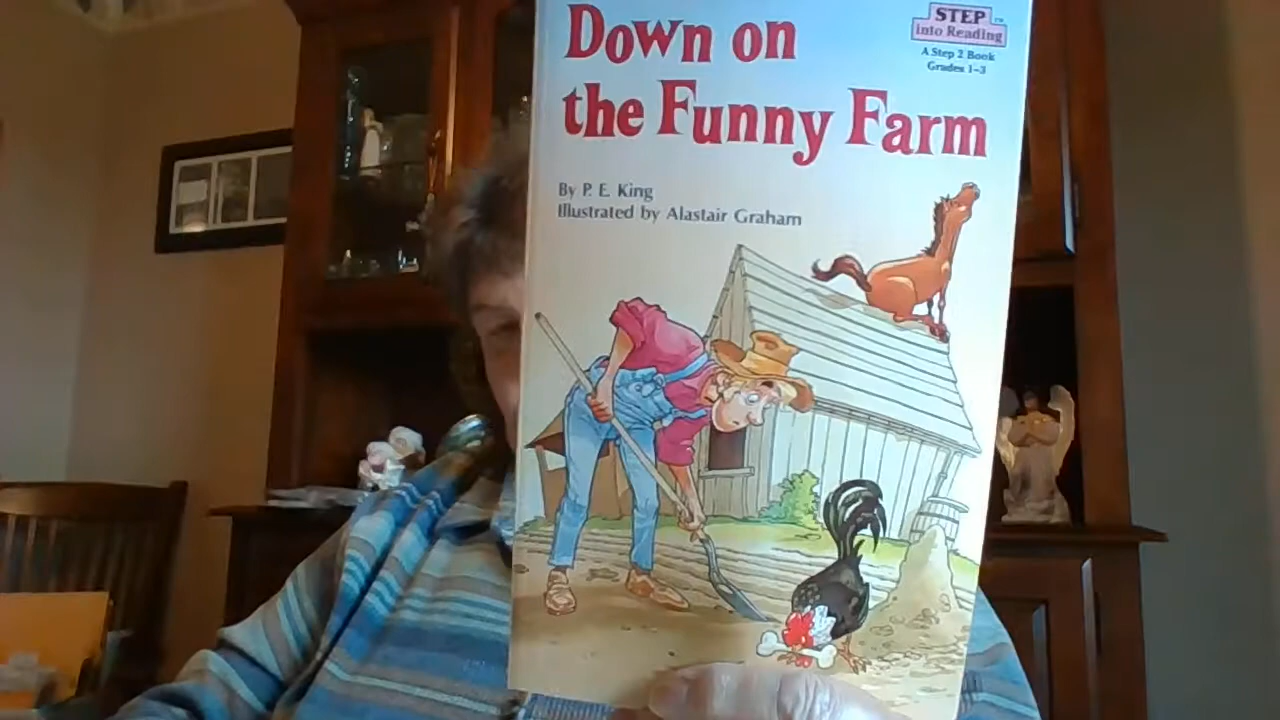 Down on
the Funny Farm
STEP™
into Reading
A Step 2 Book
Grades 1-3
By P. E. King
Illustrated by Alastair Graham